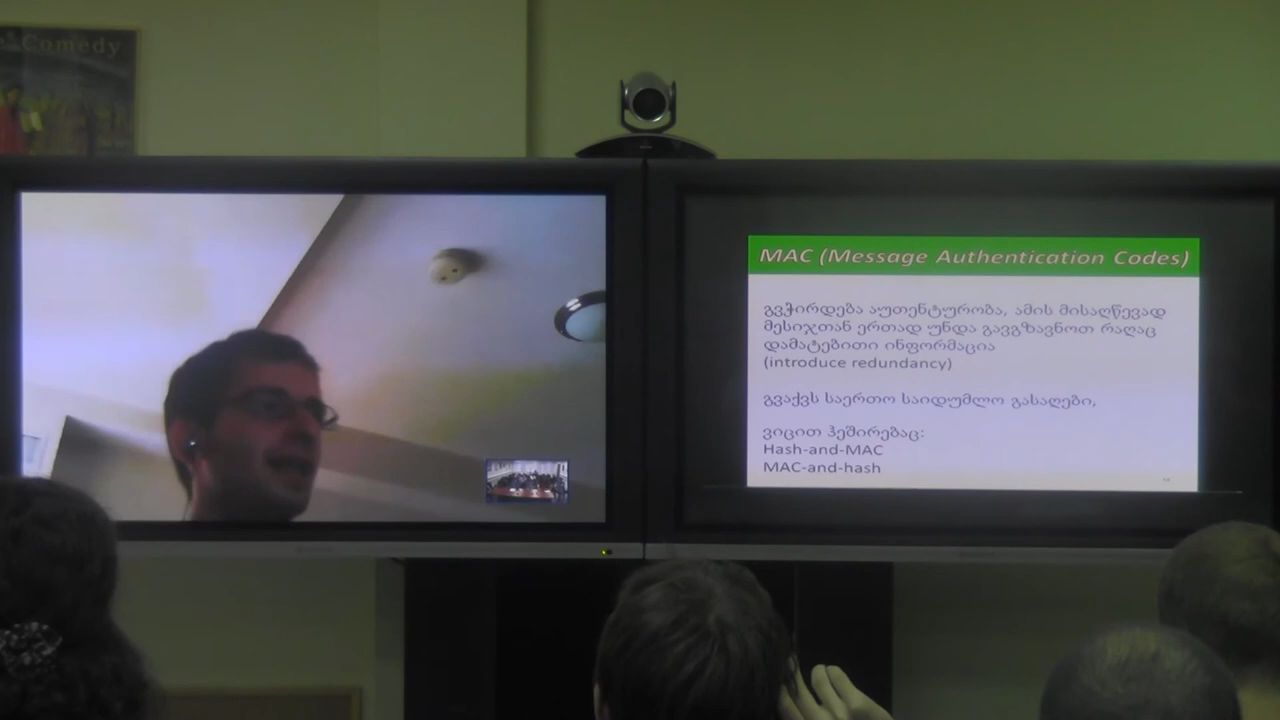 Comedy
MAC (Message Authentication Codes)
გვჭირდება აუთენტურობა, ამის მისაღწევად
მესიჯთან ერთად უნდა გავგზავნოთ რაღაც
დამატებითი ინფორმაცია
(introduce redundancy)
გვაქვს საერთო საიდუმლო გასაღები,
ვიცით ჰეშირებაც:
Hash-and-MAC
MAC-and-hash